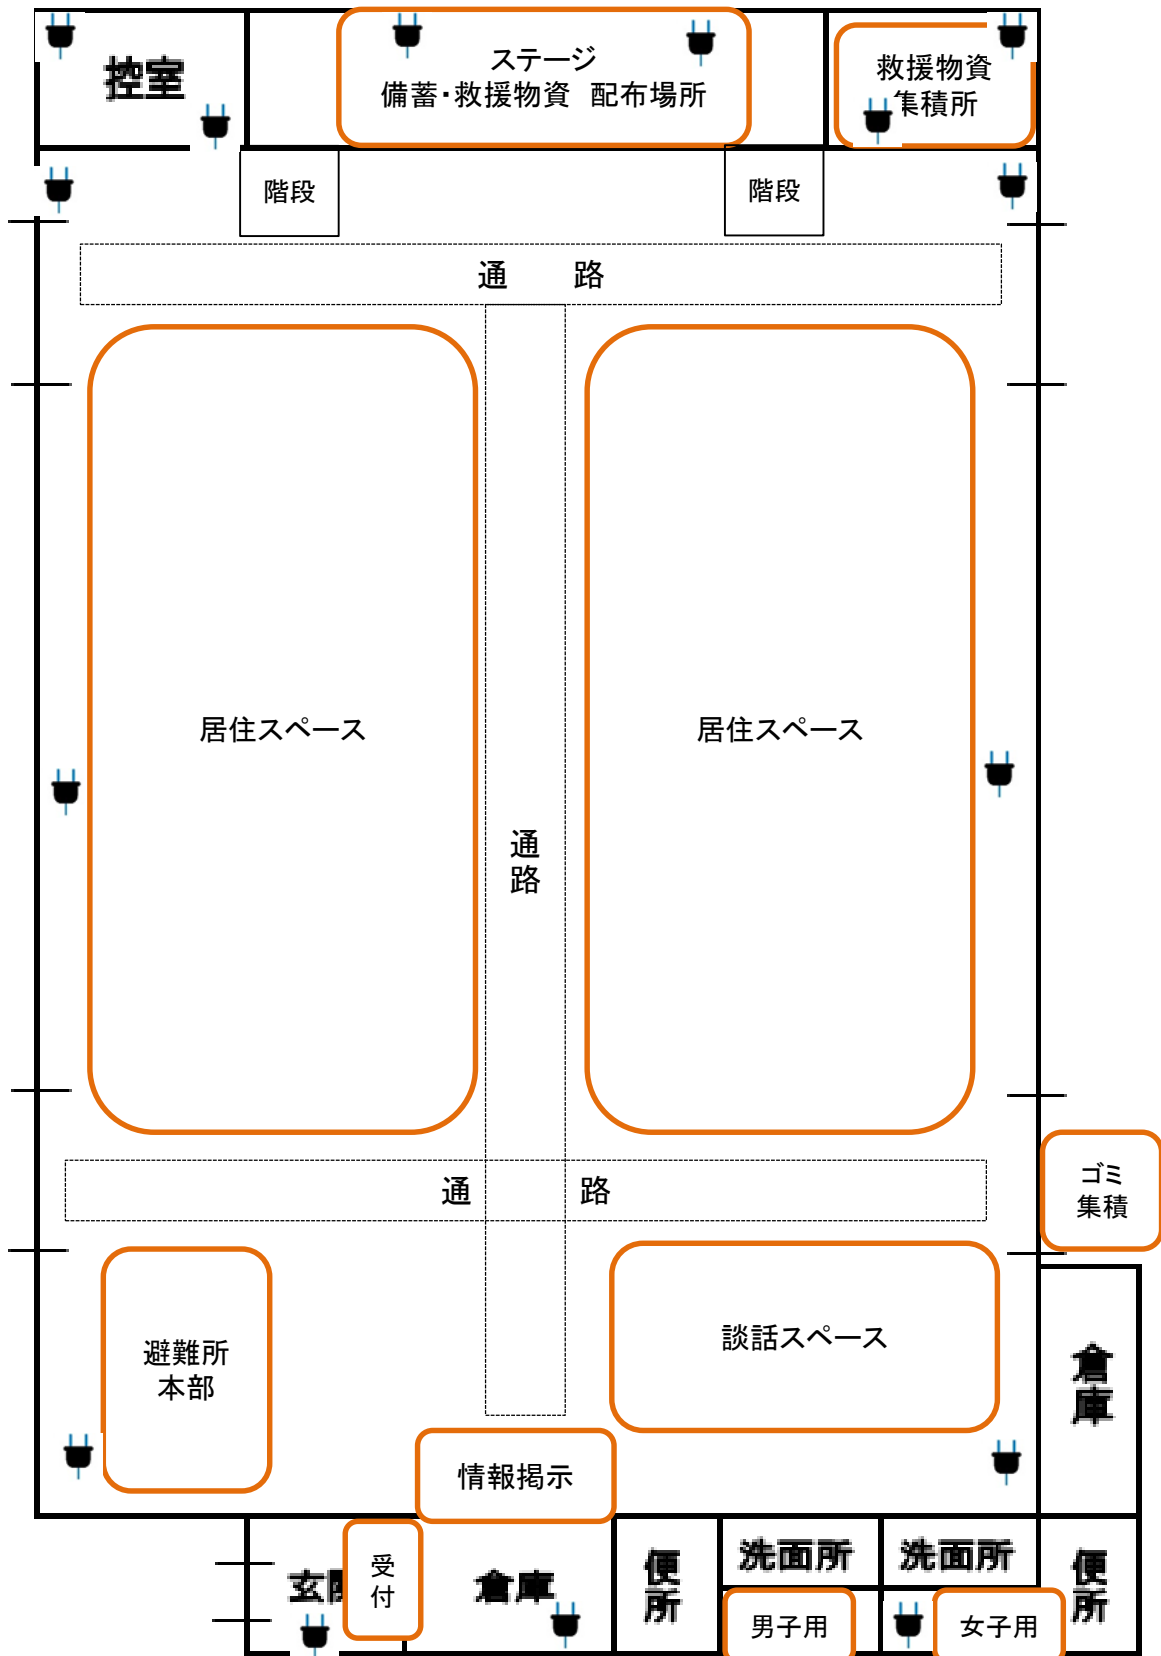 控室
ステージ
備蓄・救援物資 配布場所
救援物資
集積所
階段
階段
通 路
居住スペース
居住スペース
通
路
通 路
ゴミ
集積
避難所
本部
談話スペース
倉
庫
情報掲示
玄
受
付
倉庫
便
所
洗面所
洗面所
便
所
男子用
女子用